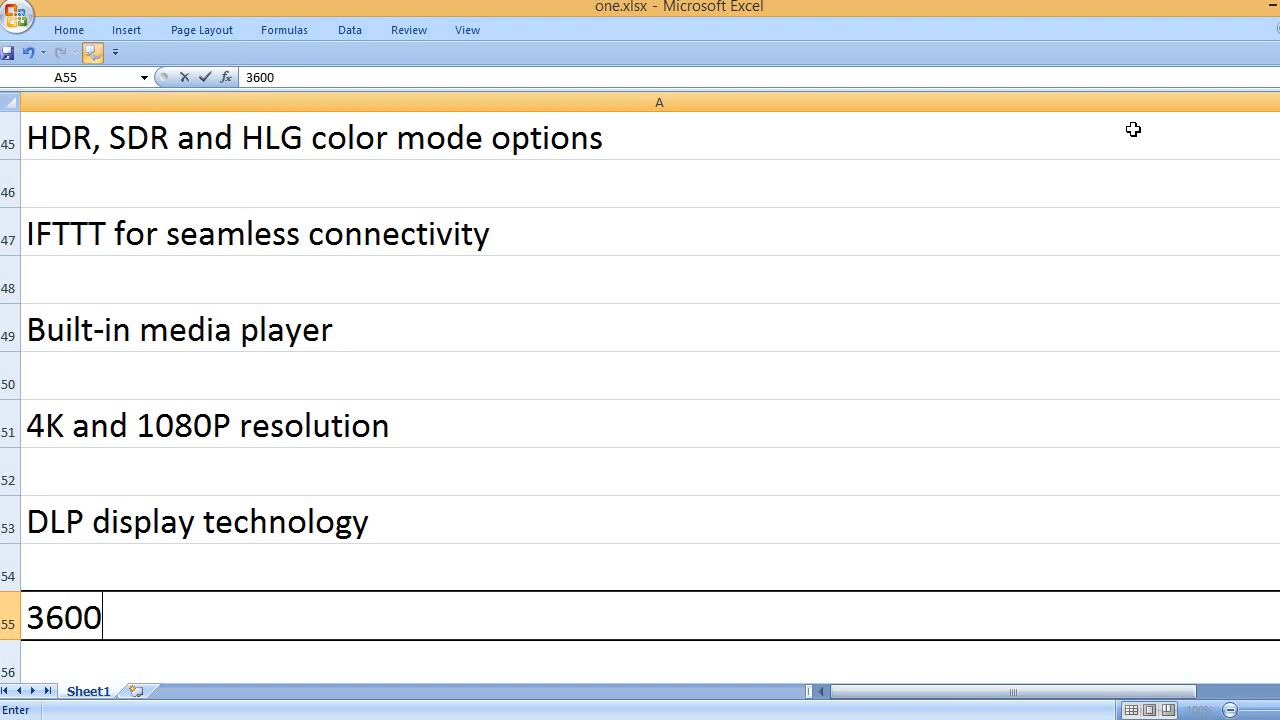 one.xlsx - Microsoft Excel
Home Insert Page Layout Formulas Data Review View
A55 fx 3600
A
45 HDR, SDR and HLG color mode options
46
47 IFTTT for seamless connectivity
48
49 Built-in media player
50
51 4K and 1080P resolution
52
53 DLP display technology
54
55 3600
56
Sheet1
Enter 100%